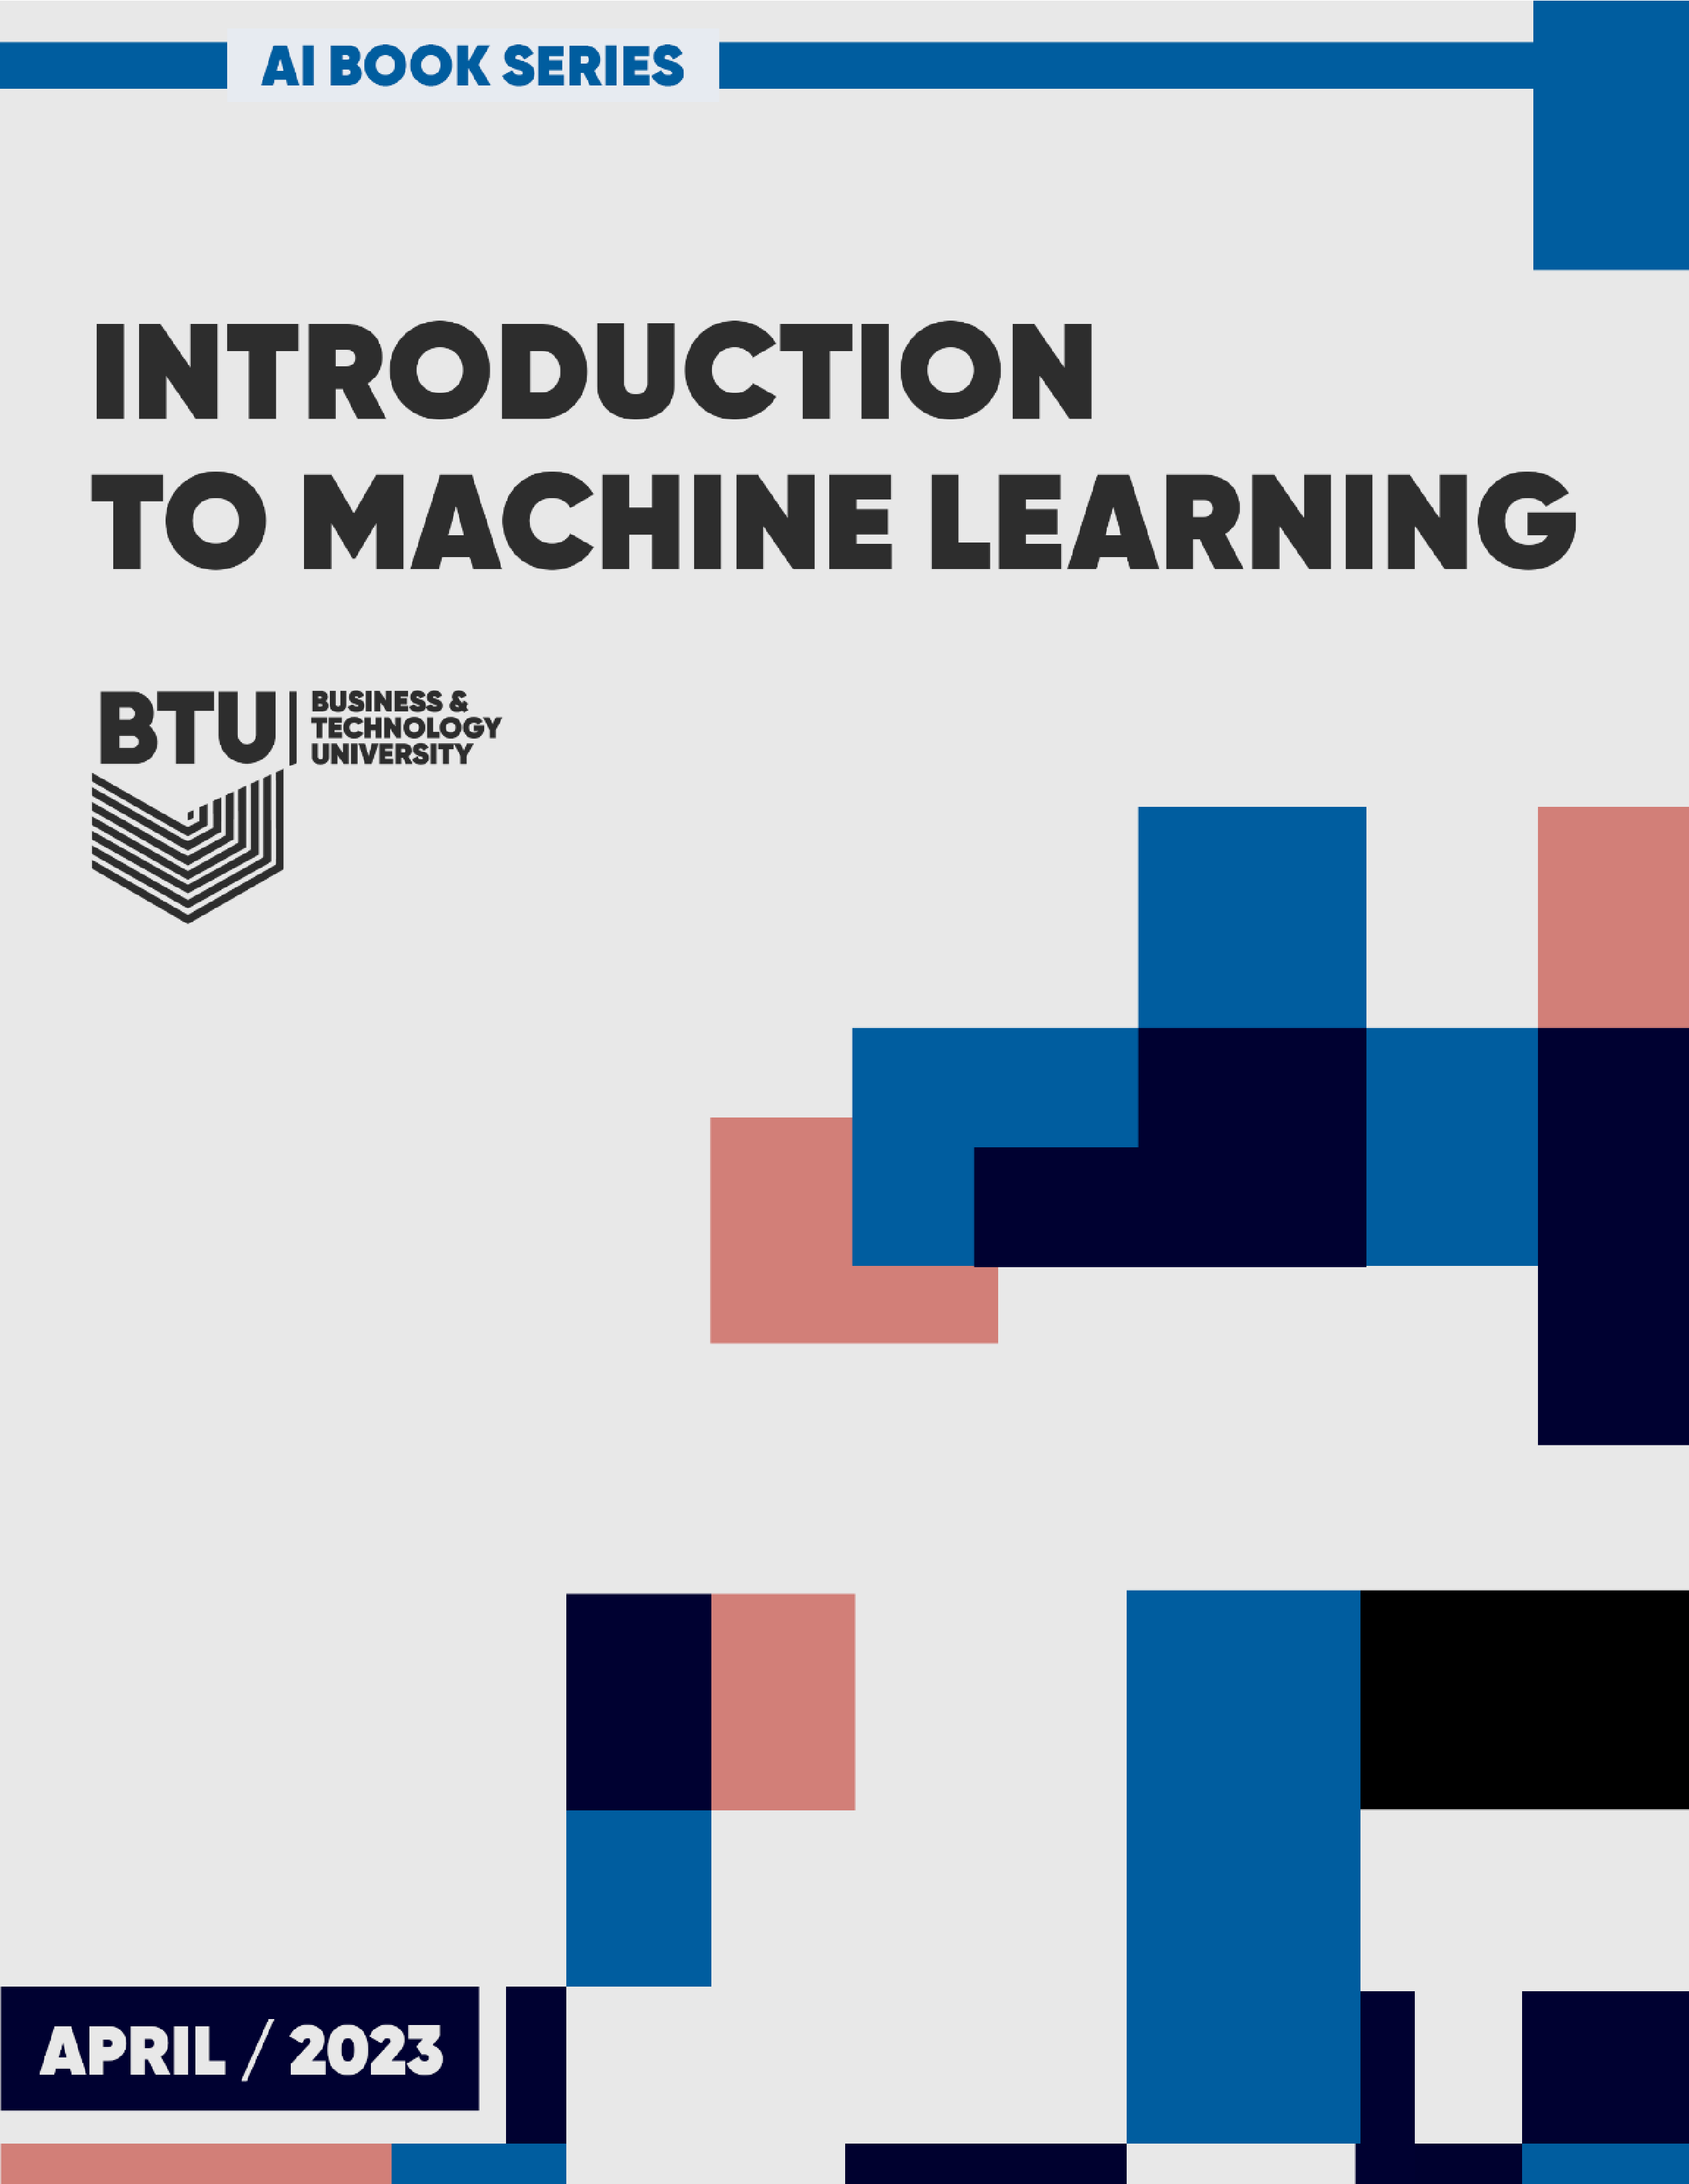 AI BOOK SERIES
INTRODUCTION
TO MACHINE LEARNING
BTU
BUSINESS &
TECHNOLOGY
UNIVERSITY
APRIL / 2023